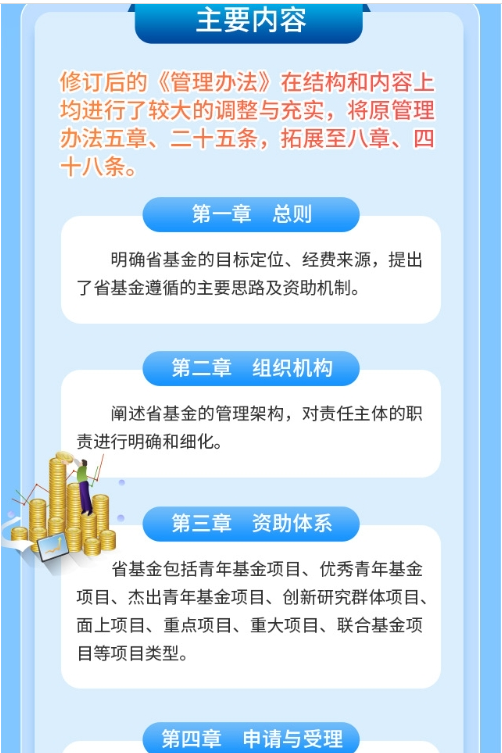 主要内容
修订后的《管理办法》在结构和内容上
均进行了较大的调整与充实，将原管理
办法五章、二十五条，拓展至八章、四
十八条。
第一章 总则
明确省基金的目标定位、经费来源，提出
了省基金遵循的主要思路及资助机制。
第二章 组织机构
阐述省基金的管理架构，对责任主体的职
责进行明确和细化。
第三章 资助体系
省基金包括青年基金项目、优秀青年基金
项目、杰出青年基金项目、创新研究群体项目、
面上项目、重点项目、重大项目、联合基金项
目等项目类型。
第四章 申请与受理